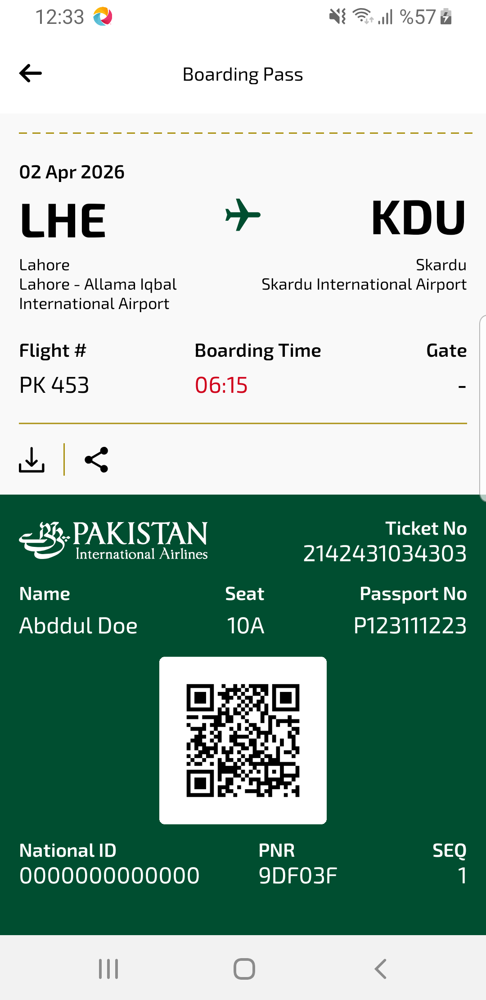 12:33
%57
Boarding Pass
02 Apr 2026
LHE
KDU
Lahore
Lahore - Allama Iqbal
International Airport
Skardu
Skardu International Airport
Flight #
Boarding Time
Gate
PK 453
06:15
-
PAKISTAN
International Airlines
Ticket No
2142431034303
Name
Seat
Passport No
Abddul Doe
10A
P123111223
National ID
PNR
SEQ
0000000000000
9DF03F
1